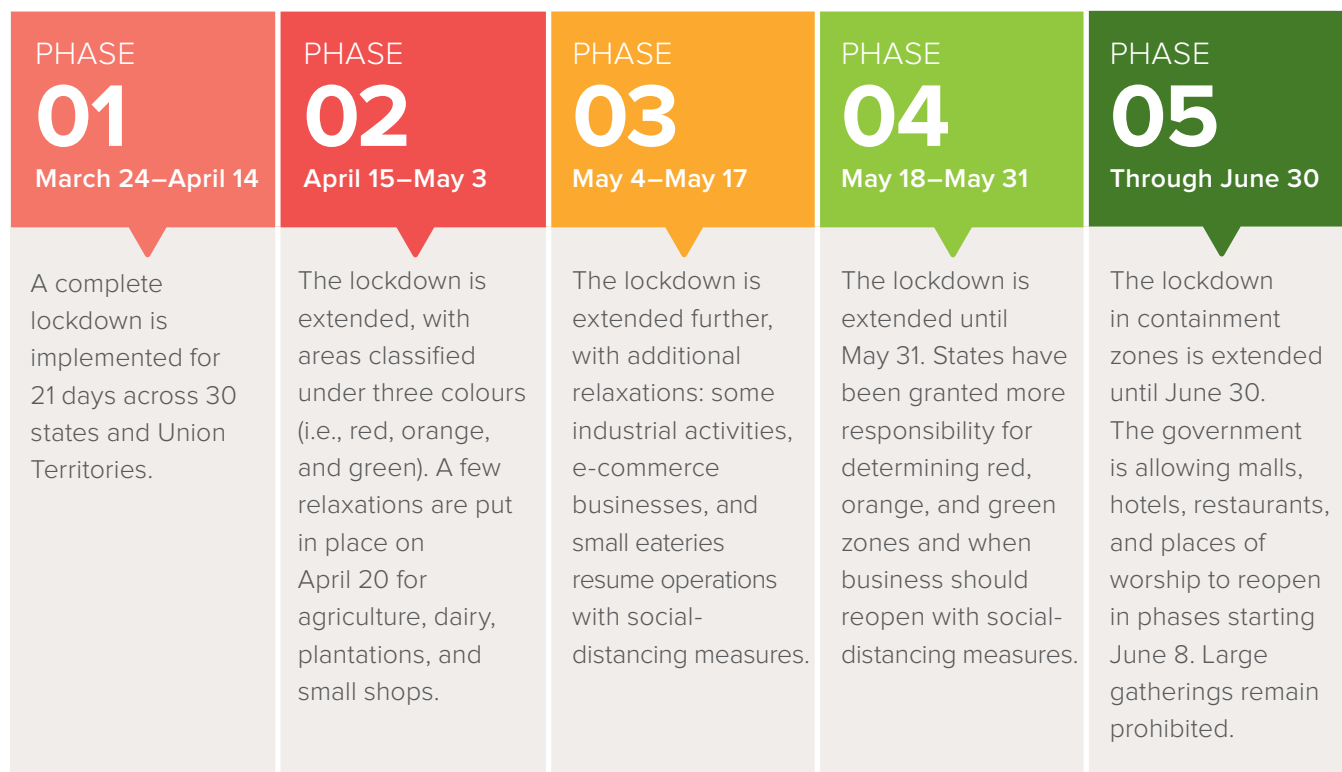 PHASE
01
March 24–April 14
A complete
lockdown is
implemented for
21 days across 30
states and Union
Territories.
PHASE
02
April 15–May 3
The lockdown is
extended, with
areas classified
under three colours
(i.e., red, orange,
and green). A few
relaxations are put
in place on
April 20 for
agriculture, dairy,
plantations, and
small shops.
PHASE
03
May 4–May 17
The lockdown is
extended further,
with additional
relaxations: some
industrial activities,
e-commerce
businesses, and
small eateries
resume operations
with social-
distancing measures.
PHASE
04
May 18–May 31
The lockdown is
extended until
May 31. States have
been granted more
responsibility for
determining red,
orange, and green
zones and when
business should
reopen with social-
distancing measures.
PHASE
05
Through June 30
The lockdown
in containment
zones is extended
until June 30.
The government
is allowing malls,
hotels, restaurants,
and places of
worship to reopen
in phases starting
June 8. Large
gatherings remain
prohibited.